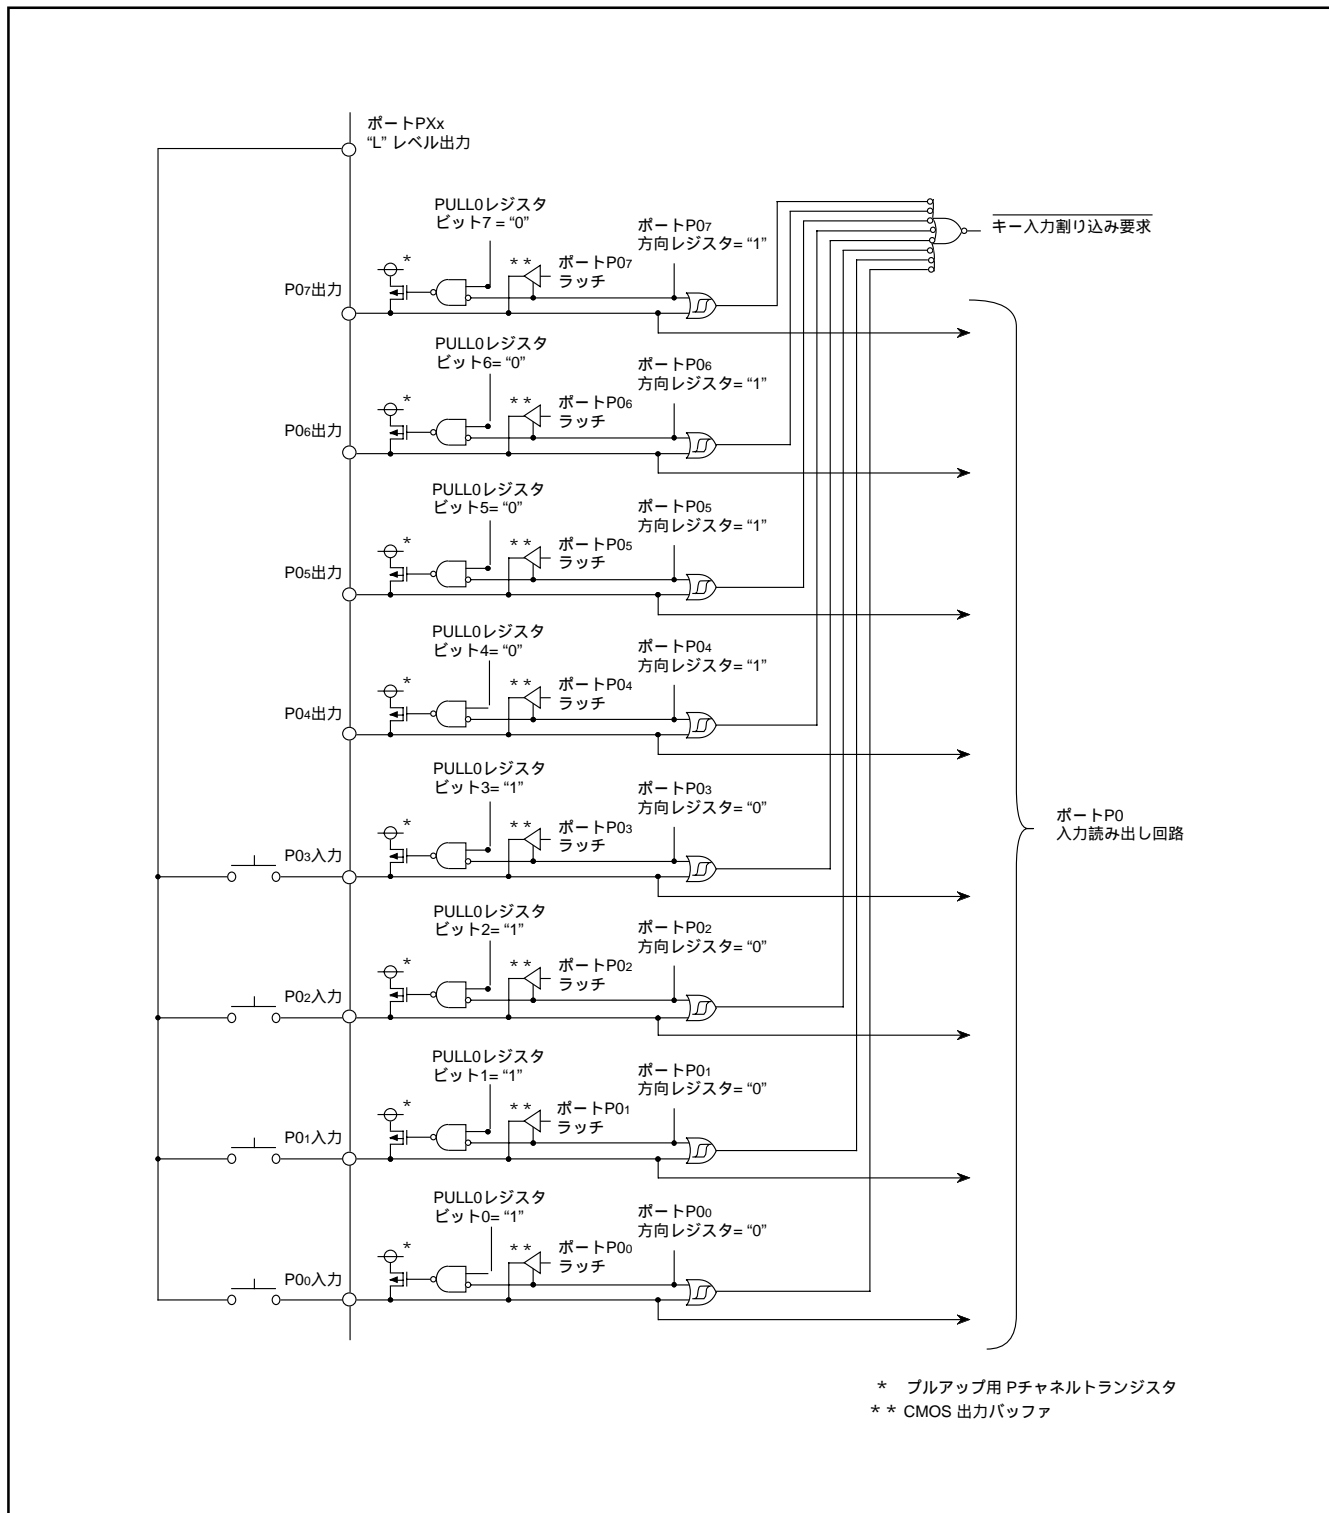 ポートPXx
“L” レベル出力
PULL0レジスタ
ビット7 = “0”
キー入力割り込み要求
ポートP07
方向レジスタ= “1”
* *
ポートP07
ラッチ
*
P07出力
PULL0レジスタ
ビット6= “0”
ポートP06
方向レジスタ= “1”
* *
ポートP06
ラッチ
*
P06出力
PULL0レジスタ
ビット5= “0”
ポートP05
方向レジスタ= “1”
* *
ポートP05
ラッチ
*
P05出力
PULL0レジスタ
ビット4= “0”
ポートP04
方向レジスタ= “1”
* *
ポートP04
ラッチ
*
P04出力
PULL0レジスタ
ビット3= “1”
ポートP03
方向レジスタ= “0”
* *
ポートP03
ラッチ
*
P03入力
ポートP0
入力読み出し回路
PULL0レジスタ
ビット2= “1”
ポートP02
方向レジスタ= “0”
* *
ポートP02
ラッチ
*
P02入力
PULL0レジスタ
ビット1= “1”
ポートP01
方向レジスタ= “0”
* *
ポートP01
ラッチ
*
P01入力
PULL0レジスタ
ビット0= “1”
ポートP00
方向レジスタ= “0”
* *
ポートP00
ラッチ
*
P00入力
* プルアップ用 Pチャネルトランジスタ
* * CMOS 出力バッファ